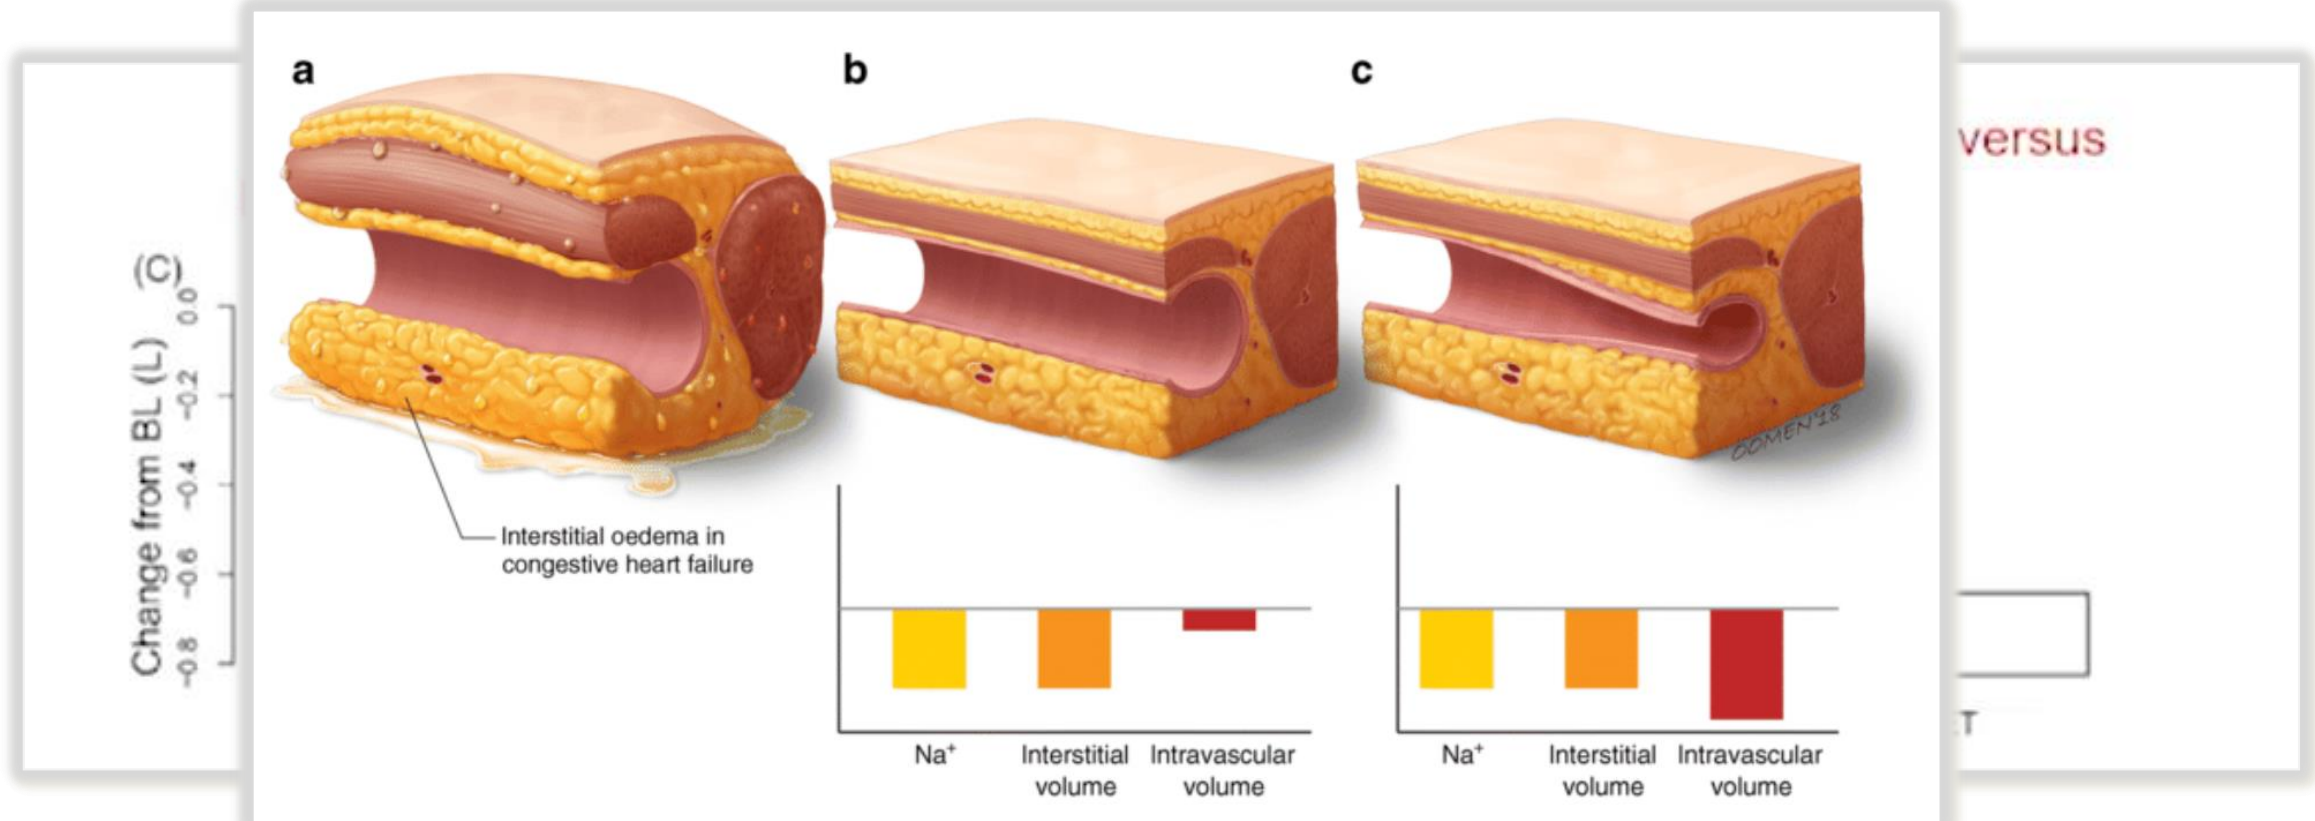 a
b
c
versus
(C)
Change from BL (L)
0.0
-0.2
-0.4
-0.6
-0.8
Interstitial oedema in
congestive heart failure
OOMEN'18
Na⁺
Interstitial
volume
Intravascular
volume
Na⁺
Interstitial
volume
Intravascular
volume
T